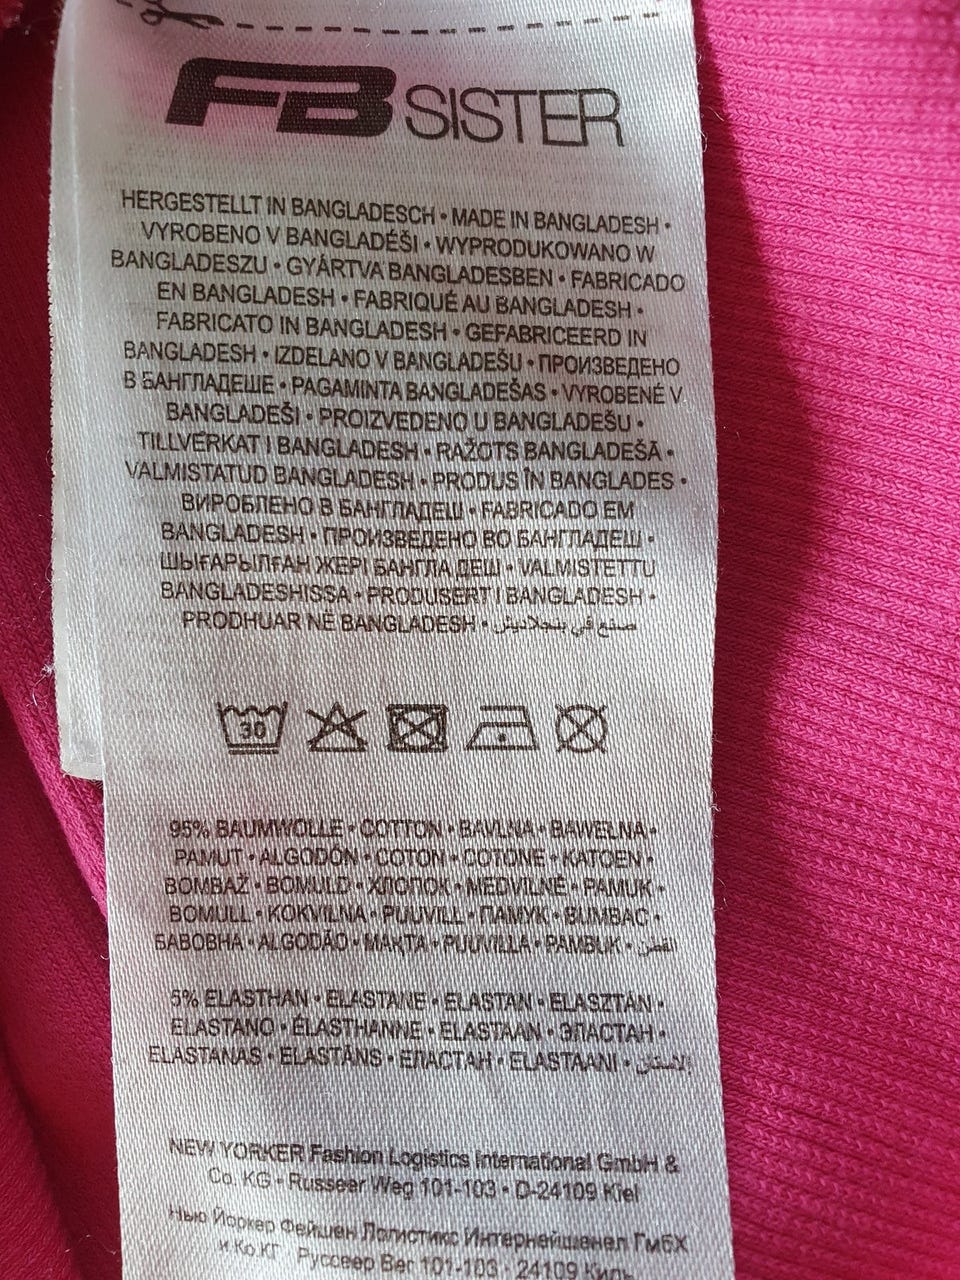 FB SISTER
HERGESTELLT IN BANGLADESCH • MADE IN BANGLADESH •
VYROBENO V BANGLADÉŠI • WYPRODUKOWANO W
BANGLADESZU • GYÁRTVA BANGLADESBEN • FABRICADO
EN BANGLADESH • FABRIQUÉ AU BANGLADESH •
FABRICATO IN BANGLADESH • GEFABRICEERD IN
BANGLADESH • IZDELANO V BANGLADEŠU • ПРОИЗВЕДЕНО
В БАНГЛАДЕШЕ • PAGAMINTA BANGLADEŠAS • VYROBENÉ V
BANGLADEŠI • PROIZVEDENO U BANGLADEŠU •
TILLVERKAT I BANGLADESH • RAŽOTS BANGLADEŠĀ •
VALMISTATUD BANGLADESH • PRODUS ÎN BANGLADES •
ВИРОБЛЕНО В БАНГЛАДЕШ • FABRICADO EM
BANGLADESH • ПРОИЗВЕДЕНО ВО БАНГЛАДЕШ •
ШЫҒАРЫЛҒАН ЖЕРІ БАНГЛА ДЕШ • VALMISTETTU
BANGLADESHISSA • PRODUSERT I BANGLADESH •
PRODHUAR NË BANGLADESH • صنع في بنجلاديش
30
95% BAUMWOLLE • COTTON • BAVLNA • BAWEŁNA •
PAMUT • ALGODÓN • COTON • COTONE • KATOEN •
BOMBAŽ • BOMULD • ХЛОПОК • MEDVILNĖ • PAMUK •
BOMULL • KOKVILNA • PUUVILL • ПАМУК • BUMBAC •
БАВОВНА • ALGODÃO • МАҚТА • PUUVILLA • PAMBUK • القطن
5% ELASTHAN • ELASTANE • ELASTAN • ELASZTÁN •
ELASTANO • ÉLASTHANNE • ELASTAAN • ЭЛАСТАН •
ELASTANAS • ELASTĀNS • ЕЛАСТАН • ELASTAANI •
NEW YORKER Fashion Logistics International GmbH &
Co. KG • Russeer Weg 101-103 • D-24109 Kiel
Нью Йоркер Фейшен Логистикс Интернейшенел ГмбХ
и Ко КГ • Руссеер Вег 101-103 • 24109 Киль